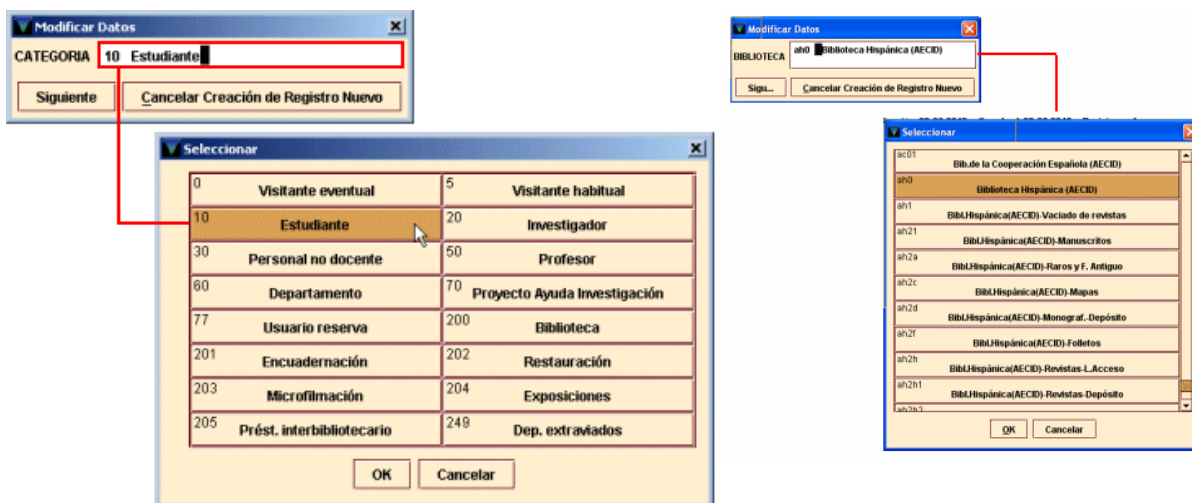 Modificar Datos
CATEGORIA 10 Estudiante
Siguiente Cancelar Creación de Registro Nuevo
Seleccionar
0 Visitante eventual 5 Visitante habitual
10 Estudiante 20 Investigador
30 Personal no docente 50 Profesor
60 Departamento 70 Proyecto Ayuda Investigación
77 Usuario reserva 200 Biblioteca
201 Encuadernación 202 Restauración
203 Microfilmación 204 Exposiciones
205 Prést. interbibliotecario 249 Dep. extraviados
OK Cancelar
Modificar Datos
BIBLIOTECA ah0 Biblioteca Hispánica (AECID)
Sigu... Cancelar Creación de Registro Nuevo
Seleccionar
ac01
Bib.de la Cooperación Española (AECID)
ah0
Biblioteca Hispánica (AECID)
ah1
Bibl.Hispánica(AECID)-Vaciado de revistas
ah21
Bibl.Hispánica(AECID)-Manuscritos
ah2a
Bibl.Hispánica(AECID)-Raros y F. Antiguo
ah2c
Bibl.Hispánica(AECID)-Mapas
ah2d
Bibl.Hispánica(AECID)-Monograf.-Depósito
ah2f
Bibl.Hispánica(AECID)-Folletos
ah2h
Bibl.Hispánica(AECID)-Revistas-L.Acceso
ah2h1
Bibl.Hispánica(AECID)-Revistas-Depósito
ah2h2
OK Cancelar